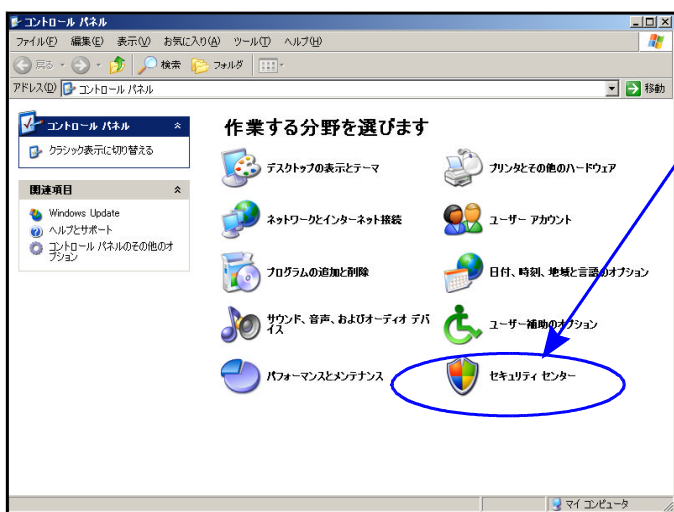 コントロール パネル
ファイル(F) 編集(E) 表示(V) お気に入り(A) ツール(T) ヘルプ(H)
戻る 検索 フォルダ
アドレス(D) コントロール パネル 移動
コントロール パネル
クラシック表示に切り替える
関連項目
Windows Update
ヘルプとサポート
コントロール パネルのその他のオ
プション
作業する分野を選びます
デスクトップの表示とテーマ
プリンタとその他のハードウェア
ネットワークとインターネット接続
ユーザー アカウント
プログラムの追加と削除
日付、時刻、地域と言語のオプション
サウンド、音声、およびオーディオ デバ
イス
ユーザー補助のオプション
パフォーマンスとメンテナンス
セキュリティ センター
マイ コンピュータ